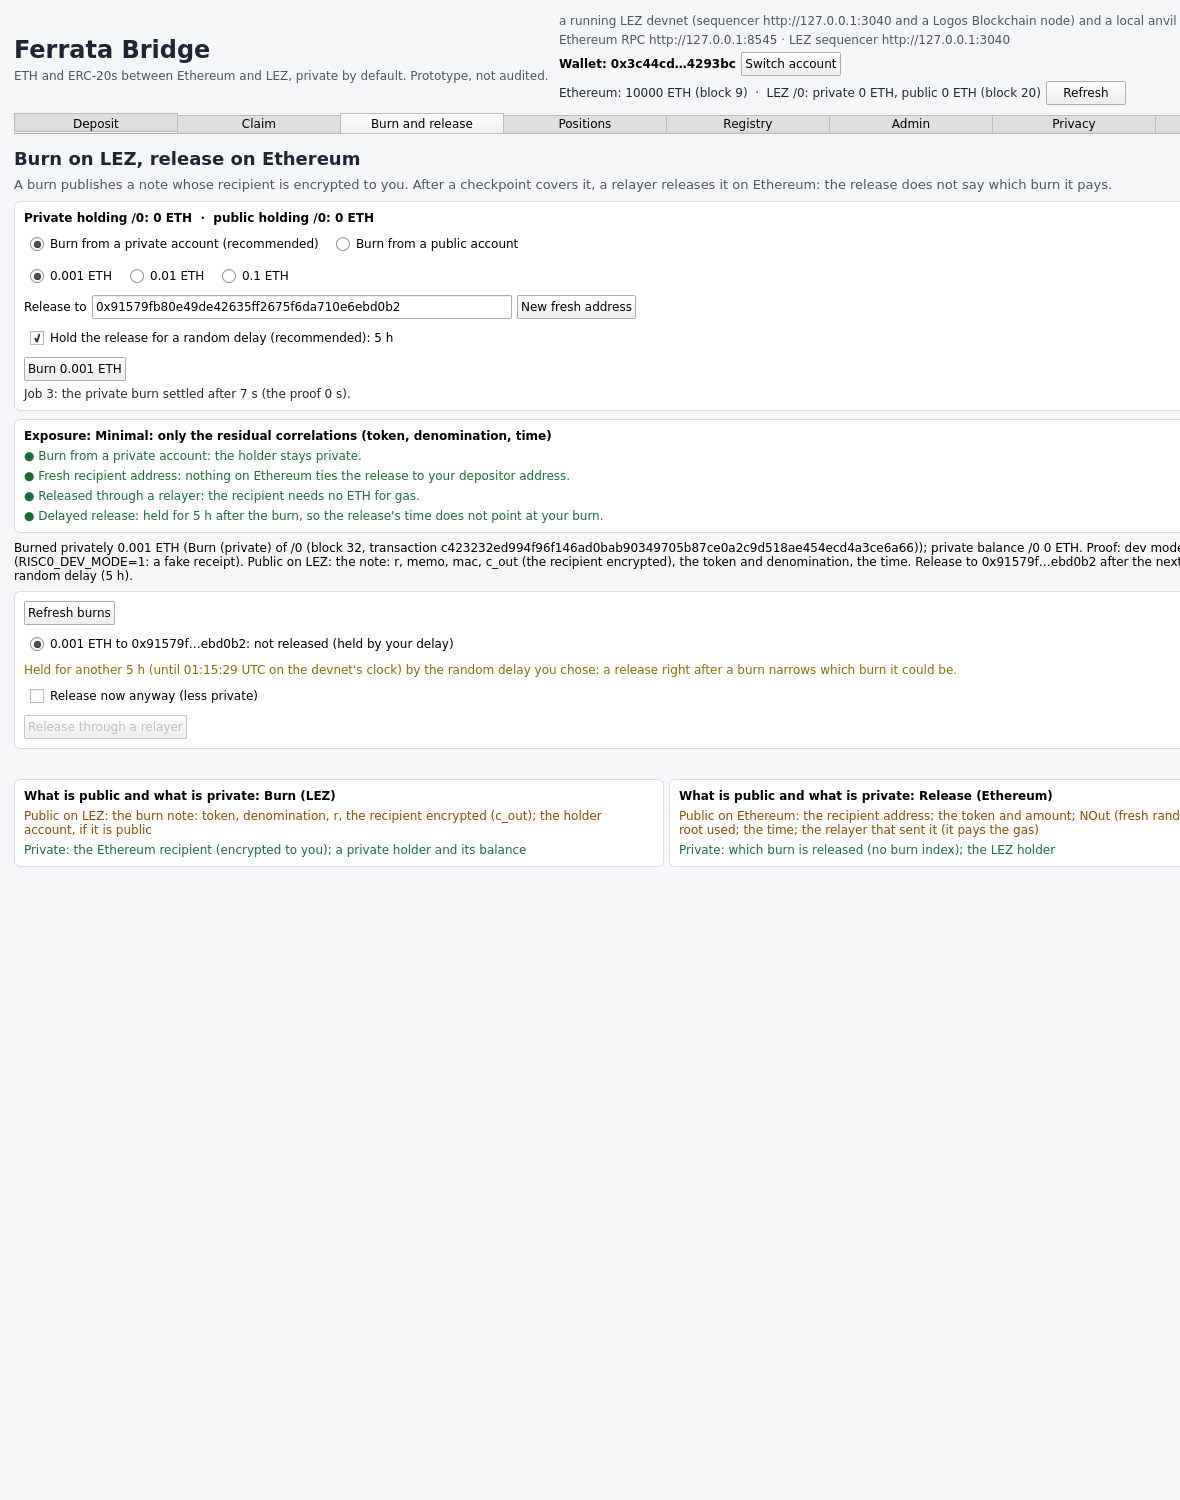 Ferrata Bridge
ETH and ERC-20s between Ethereum and LEZ, private by default. Prototype, not audited.
a running LEZ devnet (sequencer http://127.0.0.1:3040 and a Logos Blockchain node) and a local anvil
Ethereum RPC http://127.0.0.1:8545 · LEZ sequencer http://127.0.0.1:3040
Wallet: 0x3c44cd…4293bc Switch account
Ethereum: 10000 ETH (block 9) · LEZ /0: private 0 ETH, public 0 ETH (block 20) Refresh
Deposit Claim Burn and release Positions Registry Admin Privacy
Burn on LEZ, release on Ethereum
A burn publishes a note whose recipient is encrypted to you. After a checkpoint covers it, a relayer releases it on Ethereum: the release does not say which burn it pays.
Private holding /0: 0 ETH · public holding /0: 0 ETH
Burn from a private account (recommended) Burn from a public account
0.001 ETH 0.01 ETH 0.1 ETH
Release to 0x91579fb80e49de42635ff2675f6da710e6ebd0b2 New fresh address
Hold the release for a random delay (recommended): 5 h
Burn 0.001 ETH
Job 3: the private burn settled after 7 s (the proof 0 s).
Exposure: Minimal: only the residual correlations (token, denomination, time)
● Burn from a private account: the holder stays private.
● Fresh recipient address: nothing on Ethereum ties the release to your depositor address.
● Released through a relayer: the recipient needs no ETH for gas.
● Delayed release: held for 5 h after the burn, so the release's time does not point at your burn.
Burned privately 0.001 ETH (Burn (private) of /0 (block 32, transaction c423232ed994f96f146ad0bab90349705b87ce0a2c9d518ae454ecd4a3ce6a66)); private balance /0 0 ETH. Proof: dev mode
(RISC0_DEV_MODE=1: a fake receipt). Public on LEZ: the note: r, memo, mac, c_out (the recipient encrypted), the token and denomination, the time. Release to 0x91579f…ebd0b2 after the next
random delay (5 h).
Refresh burns
0.001 ETH to 0x91579f…ebd0b2: not released (held by your delay)
Held for another 5 h (until 01:15:29 UTC on the devnet's clock) by the random delay you chose: a release right after a burn narrows which burn it could be.
Release now anyway (less private)
Release through a relayer
What is public and what is private: Burn (LEZ)
Public on LEZ: the burn note: token, denomination, r, the recipient encrypted (c_out); the holder
account, if it is public
Private: the Ethereum recipient (encrypted to you); a private holder and its balance
What is public and what is private: Release (Ethereum)
Public on Ethereum: the recipient address; the token and amount; NOut (fresh rand
root used; the time; the relayer that sent it (it pays the gas)
Private: which burn is released (no burn index); the LEZ holder